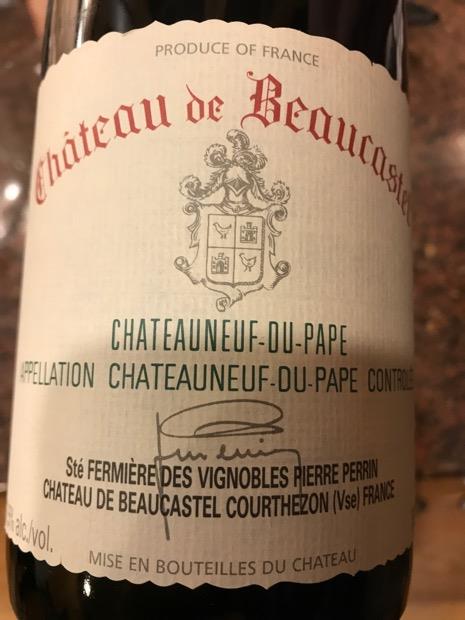 PRODUCE OF FRANCE
Château de Beaucastel
CHATEAUNEUF-DU-PAPE
APPELLATION CHATEAUNEUF-DU-PAPE CONTRÔLÉE
Sté FERMIÈRE DES VIGNOBLES PIERRE PERRIN
CHATEAU DE BEAUCASTEL COURTHEZON (Vse) FRANCE
alc./vol.
MISE EN BOUTEILLES DU CHATEAU